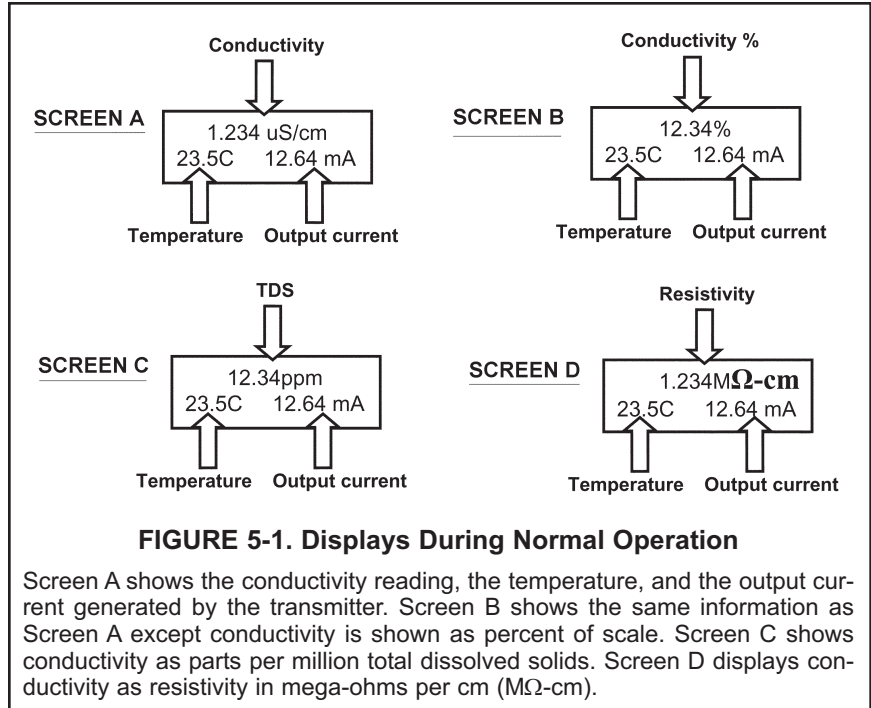 Conductivity
SCREEN A
1.234 uS/cm
23.5C 12.64 mA
Temperature Output current
Conductivity %
SCREEN B
12.34%
23.5C 12.64 mA
Temperature Output current
TDS
SCREEN C
12.34ppm
23.5C 12.64 mA
Temperature Output current
Resistivity
SCREEN D
1.234MΩ-cm
23.5C 12.64 mA
Temperature Output current
FIGURE 5-1. Displays During Normal Operation
Screen A shows the conductivity reading, the temperature, and the output cur-
rent generated by the transmitter. Screen B shows the same information as
Screen A except conductivity is shown as percent of scale. Screen C shows
conductivity as parts per million total dissolved solids. Screen D displays con-
ductivity as resistivity in mega-ohms per cm (MΩ-cm).